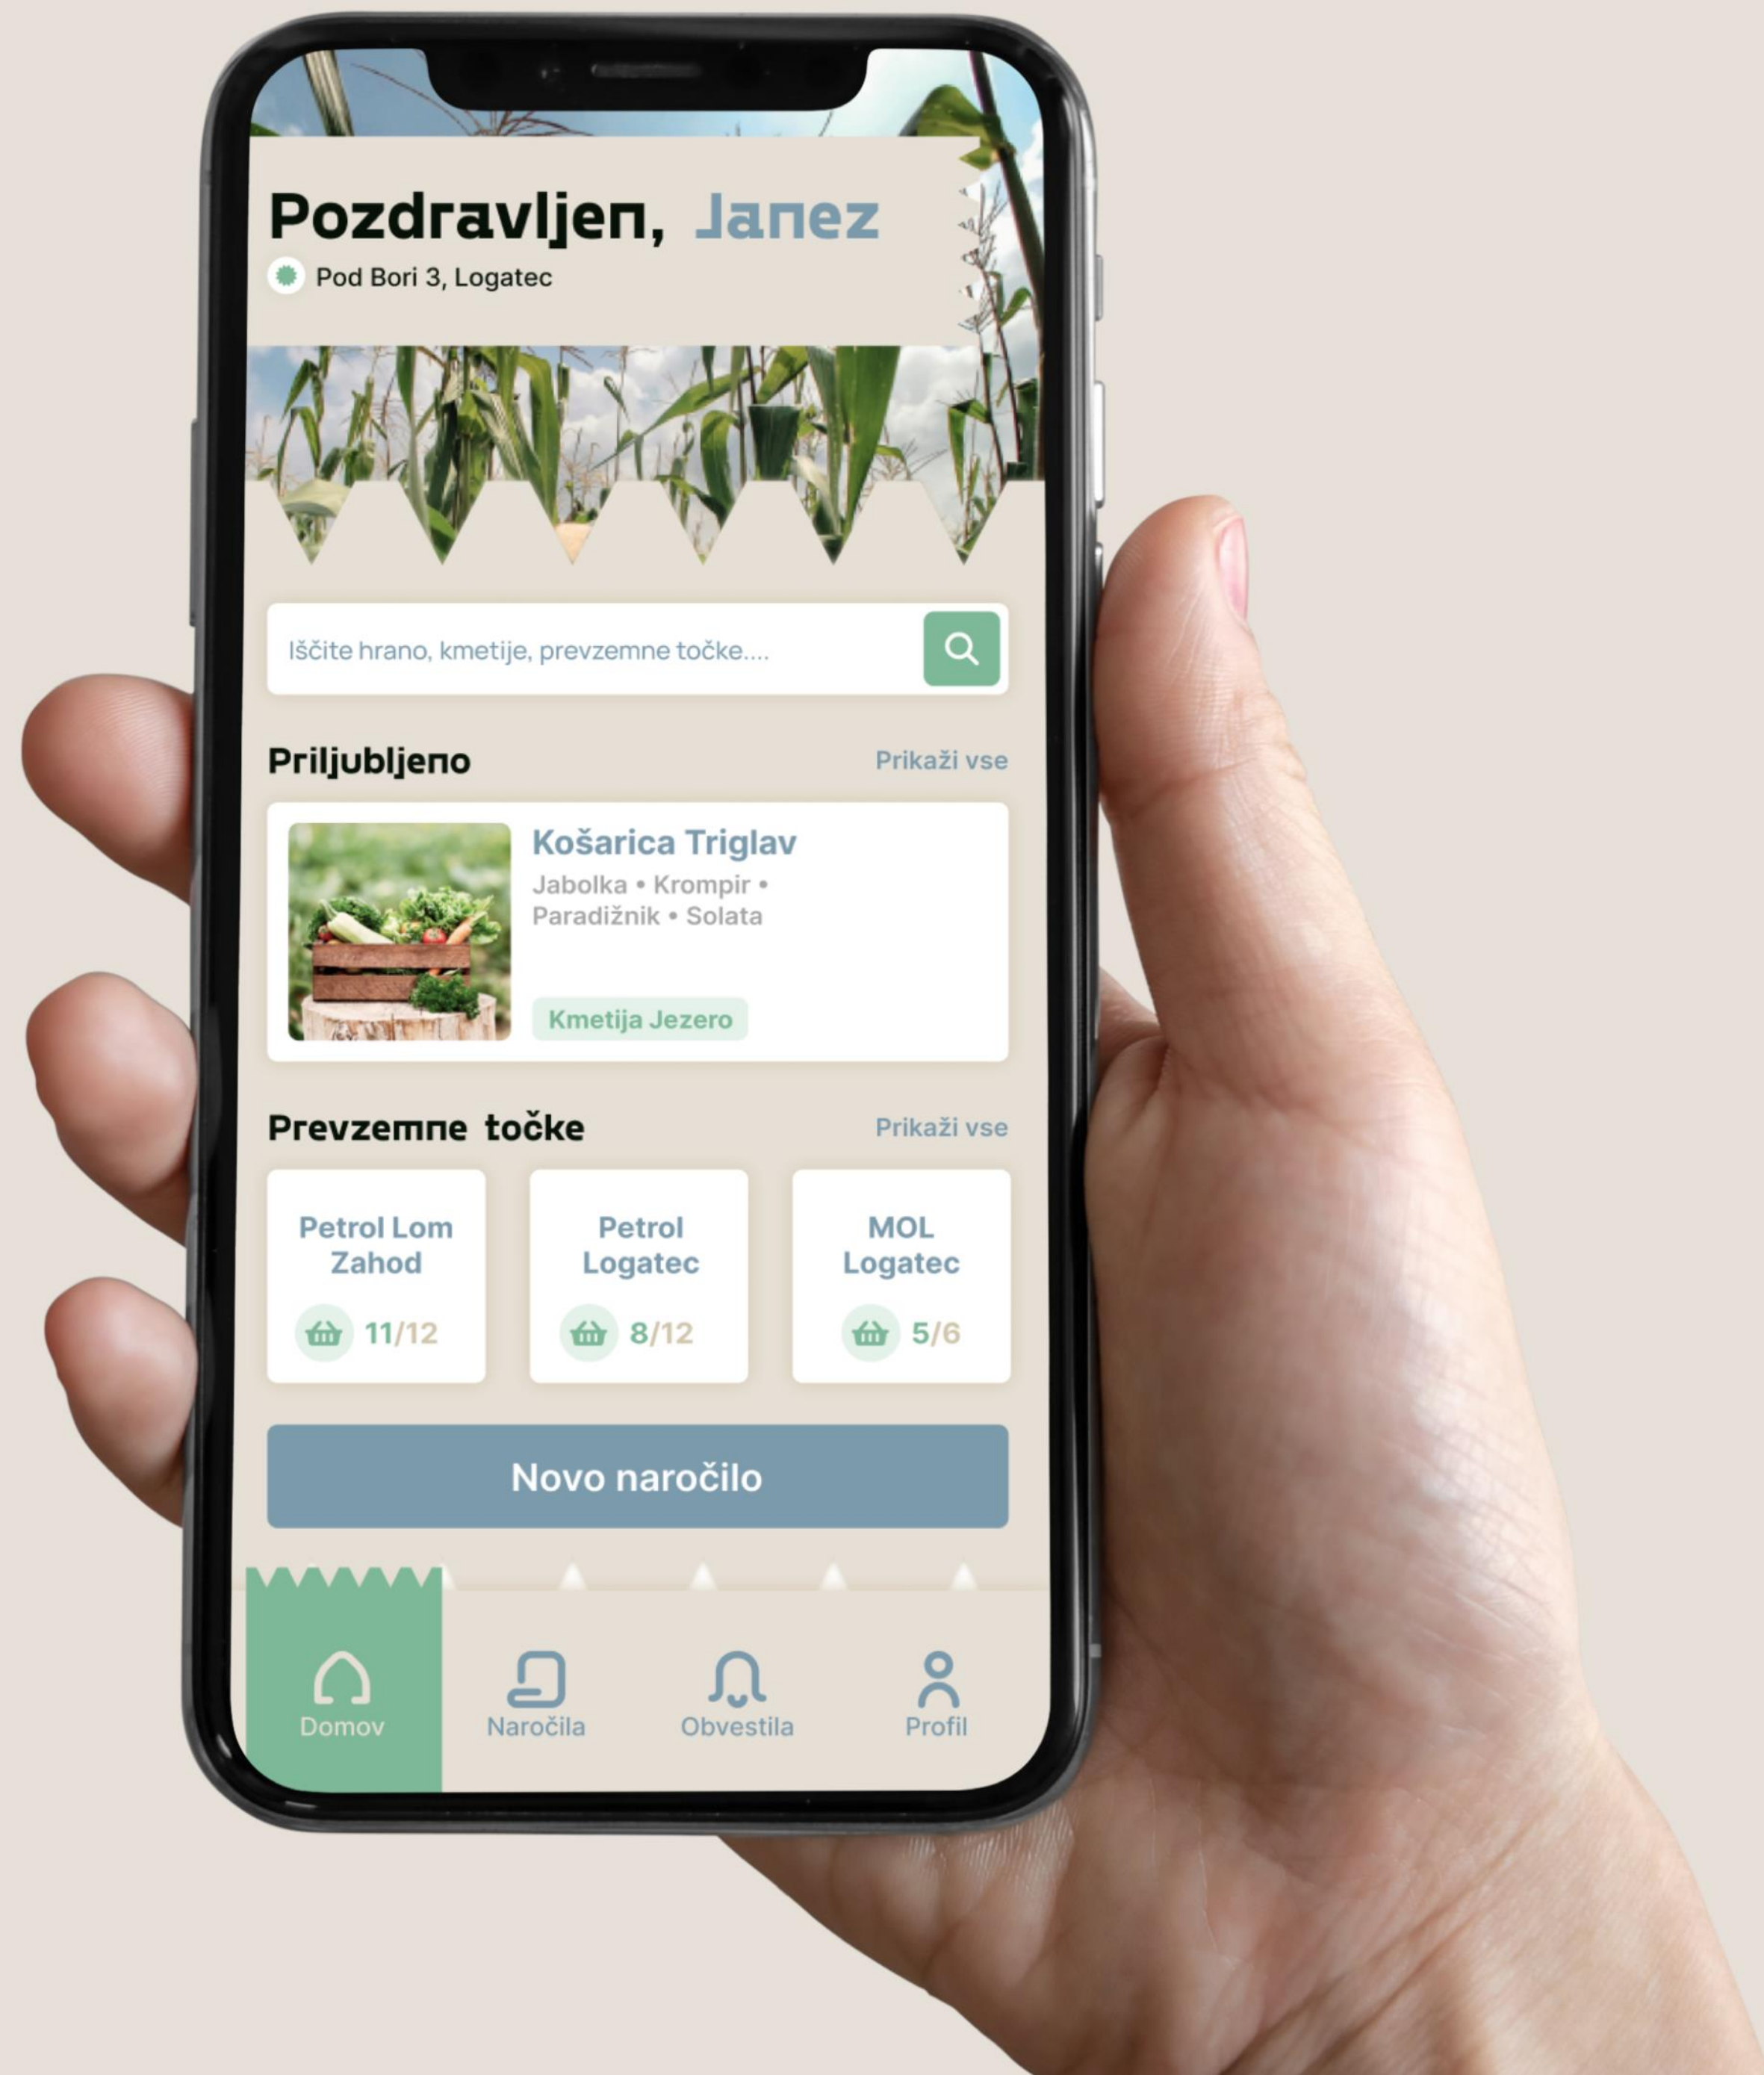 Pozdravljen, Janez
Pod Bori 3, Logatec
Iščite hrano, kmetije, prevzemne točke....
Priljubljeno
Prikaži vse
Košarica Triglav
Jabolka • Krompir •
Paradižnik • Solata
Kmetija Jezero
Prevzemne točke
Prikaži vse
Petrol Lom
Zahod
11/12
Petrol
Logatec
8/12
MOL
Logatec
5/6
Novo naročilo
Domov
Naročila
Obvestila
Profil